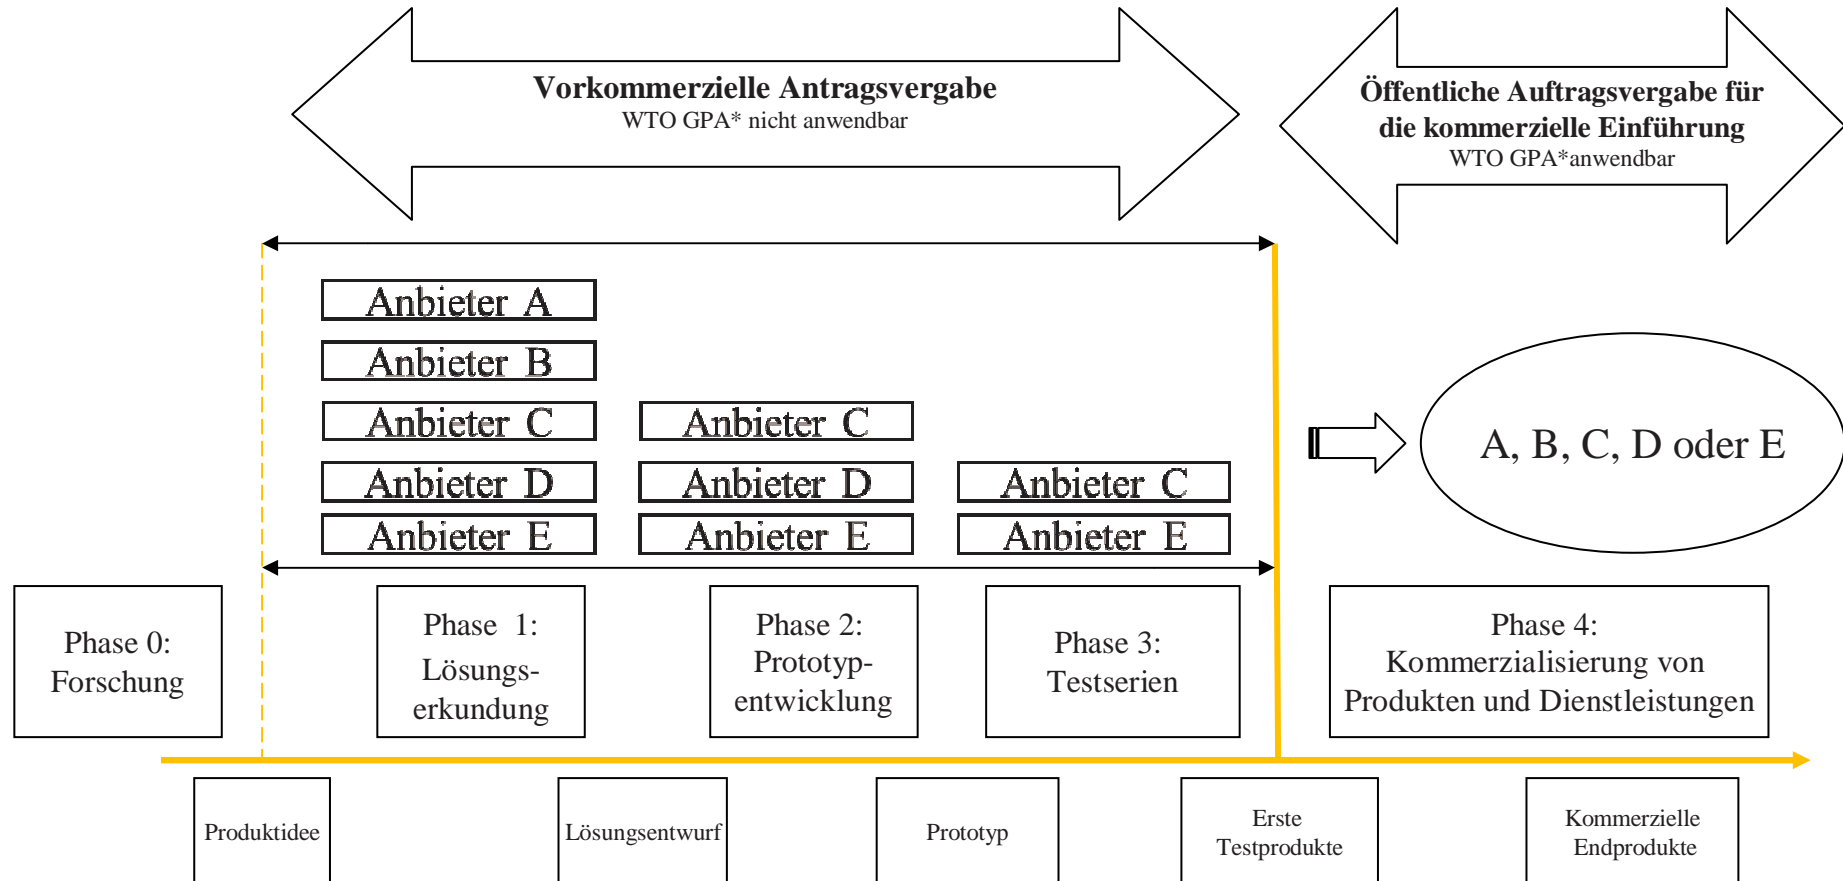 Vorkommerzielle Antragsvergabe
WTO GPA* nicht anwendbar
Öffentliche Auftragsvergabe für
die kommerzielle Einführung
WTO GPA*anwendbar
Anbieter A
Anbieter B
Anbieter C
Anbieter D
Anbieter E
Anbieter C
Anbieter D
Anbieter E
Anbieter C
Anbieter E
A, B, C, D oder E
Phase 0:
Forschung
Phase 1:
Lösungs-
erkundung
Phase 2:
Prototyp-
entwicklung
Phase 3:
Testserien
Phase 4:
Kommerzialisierung von
Produkten und Dienstleistungen
Produktidee
Lösungsentwurf
Prototyp
Erste
Testprodukte
Kommerzielle
Endprodukte